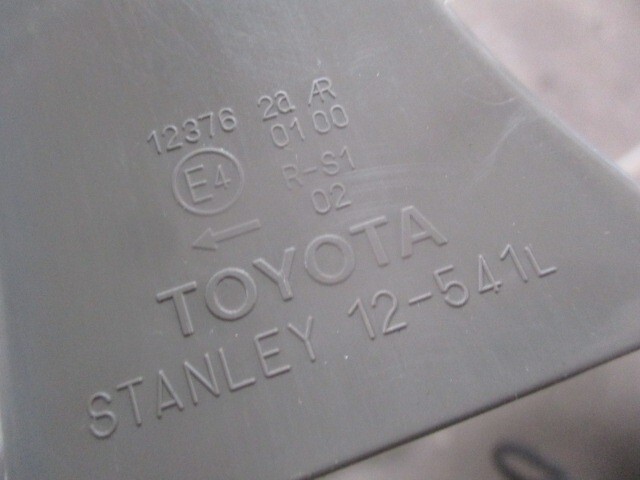 12376 2a AR
01 00
E4 R-S1
02
←
TOYOTA
STANLEY 12-541L